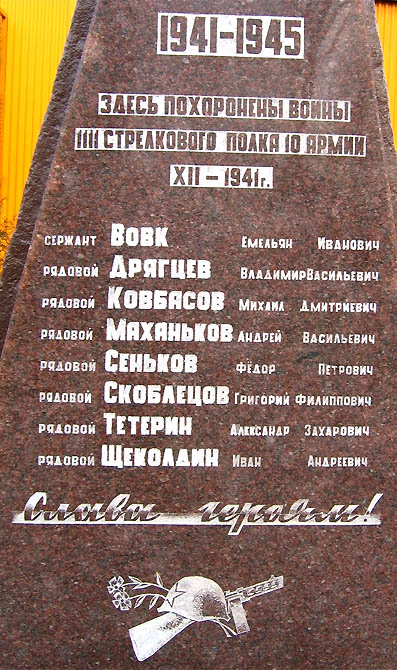 1941-1945
ЗДЕСЬ ПОХОРОНЕНЫ ВОИНЫ
1111 СТРЕЛКОВОГО ПОЛКА 10 АРМИИ
XII - 1941г.
СЕРЖАНТ ВОВК ЕМЕЛЬЯН ИВАНОВИЧ
РЯДОВОЙ ДРЯГЦЕВ ВЛАДИМИР ВАСИЛЬЕВИЧ
РЯДОВОЙ КОВБАСОВ МИХАИЛ ДМИТРИЕВИЧ
РЯДОВОЙ МАХАНЬКОВ АНДРЕЙ ВАСИЛЬЕВИЧ
РЯДОВОЙ СЕНЬКОВ ФЁДОР ПЕТРОВИЧ
РЯДОВОЙ СКОБЛЕЦОВ ГРИГОРИЙ ФИЛИППОВИЧ
РЯДОВОЙ ТЕТЕРИН АЛЕКСАНДР ЗАХАРОВИЧ
РЯДОВОЙ ЩЕКОЛДИН ИВАН АНДРЕЕВИЧ
Слава героям!